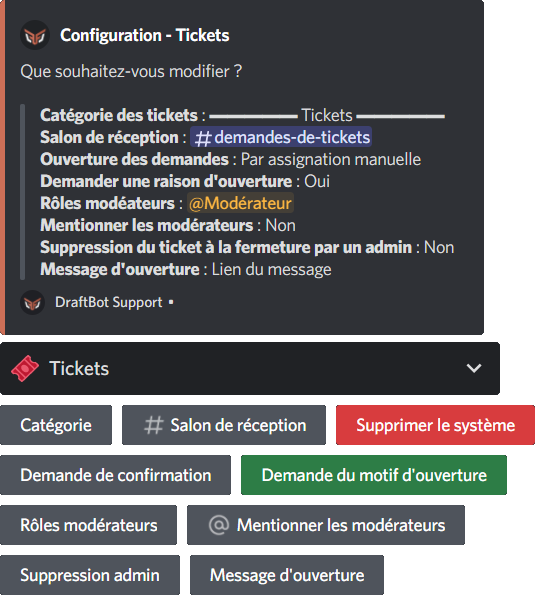 Configuration - Tickets
Que souhaitez-vous modifier ?
Catégorie des tickets : ━━━━━━ Tickets ━━━━━━
Salon de réception : #demandes-de-tickets
Ouverture des demandes : Par assignation manuelle
Demander une raison d'ouverture : Oui
Rôles modéateurs : @Modérateur
Mentionner les modérateurs : Non
Suppression du ticket à la fermeture par un admin : Non
Message d'ouverture : Lien du message
DraftBot Support •
Tickets
Catégorie
# Salon de réception
Supprimer le système
Demande de confirmation
Demande du motif d'ouverture
Rôles modérateurs
@ Mentionner les modérateurs
Suppression admin
Message d'ouverture